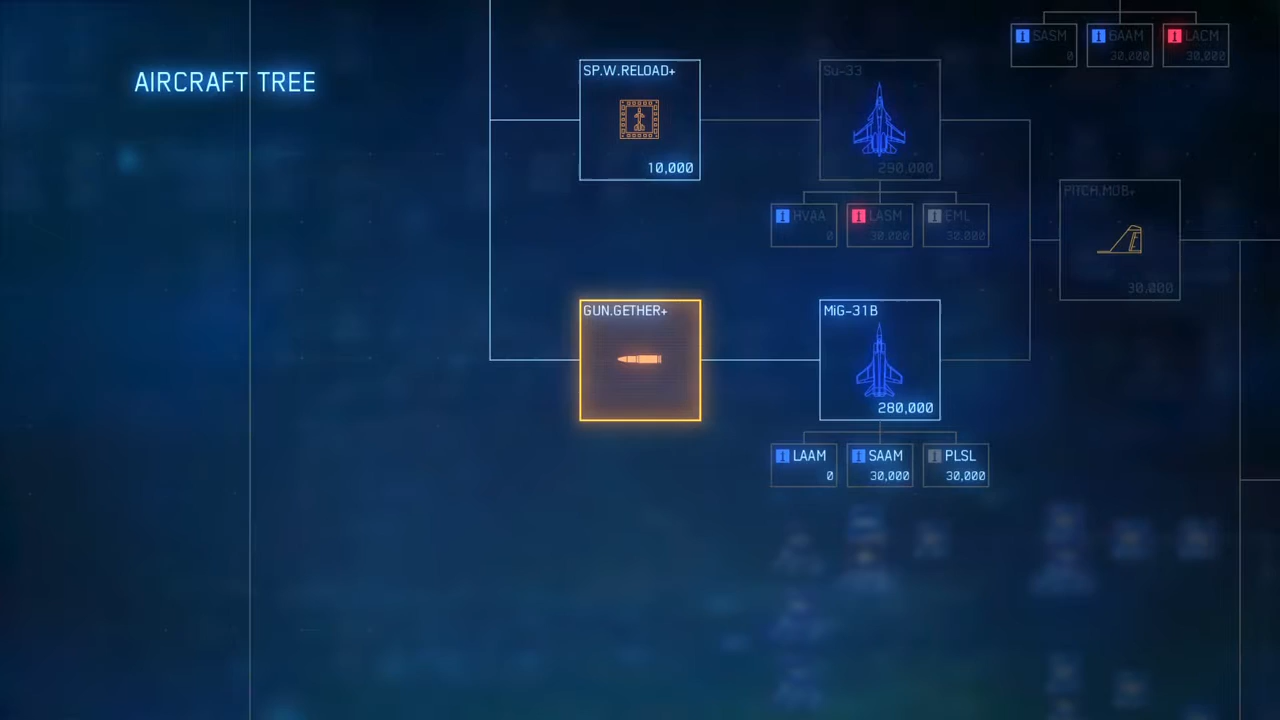 SASM
6AAM
LACM
0
30,000
30,000
AIRCRAFT TREE
SP.W.RELOAD+
10,000
Su-33
290,000
HVAA
LASM
EML
0
30,000
30,000
PITCH.MOB+
30,000
GUN.GETHER+
MiG-31B
280,000
LAAM
SAAM
PLSL
0
30,000
30,000